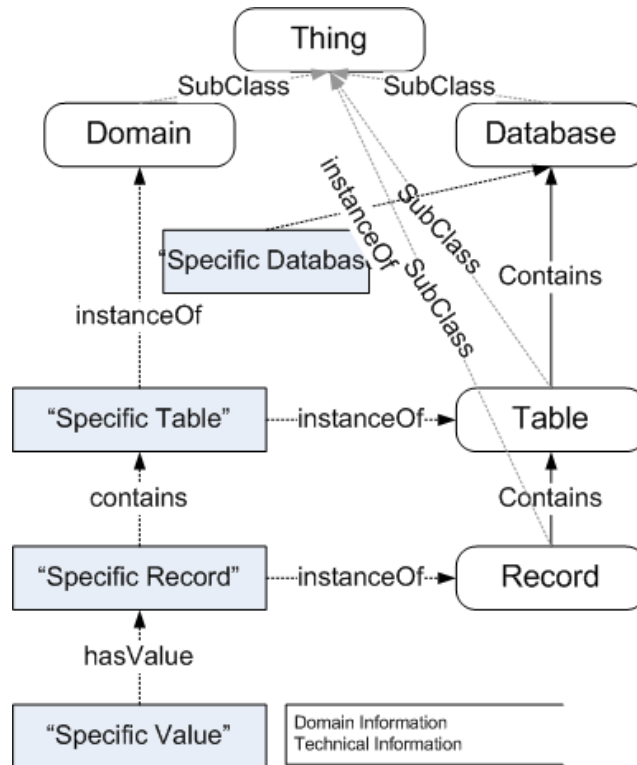 Thing
SubClass
SubClass
Domain
Database
instanceOf
SubClass
"Specific Databas
SubClass
Contains
instanceOf
"Specific Table"
instanceOf
Table
contains
Contains
"Specific Record"
instanceOf
Record
hasValue
"Specific Value"
Domain Information
Technical Information